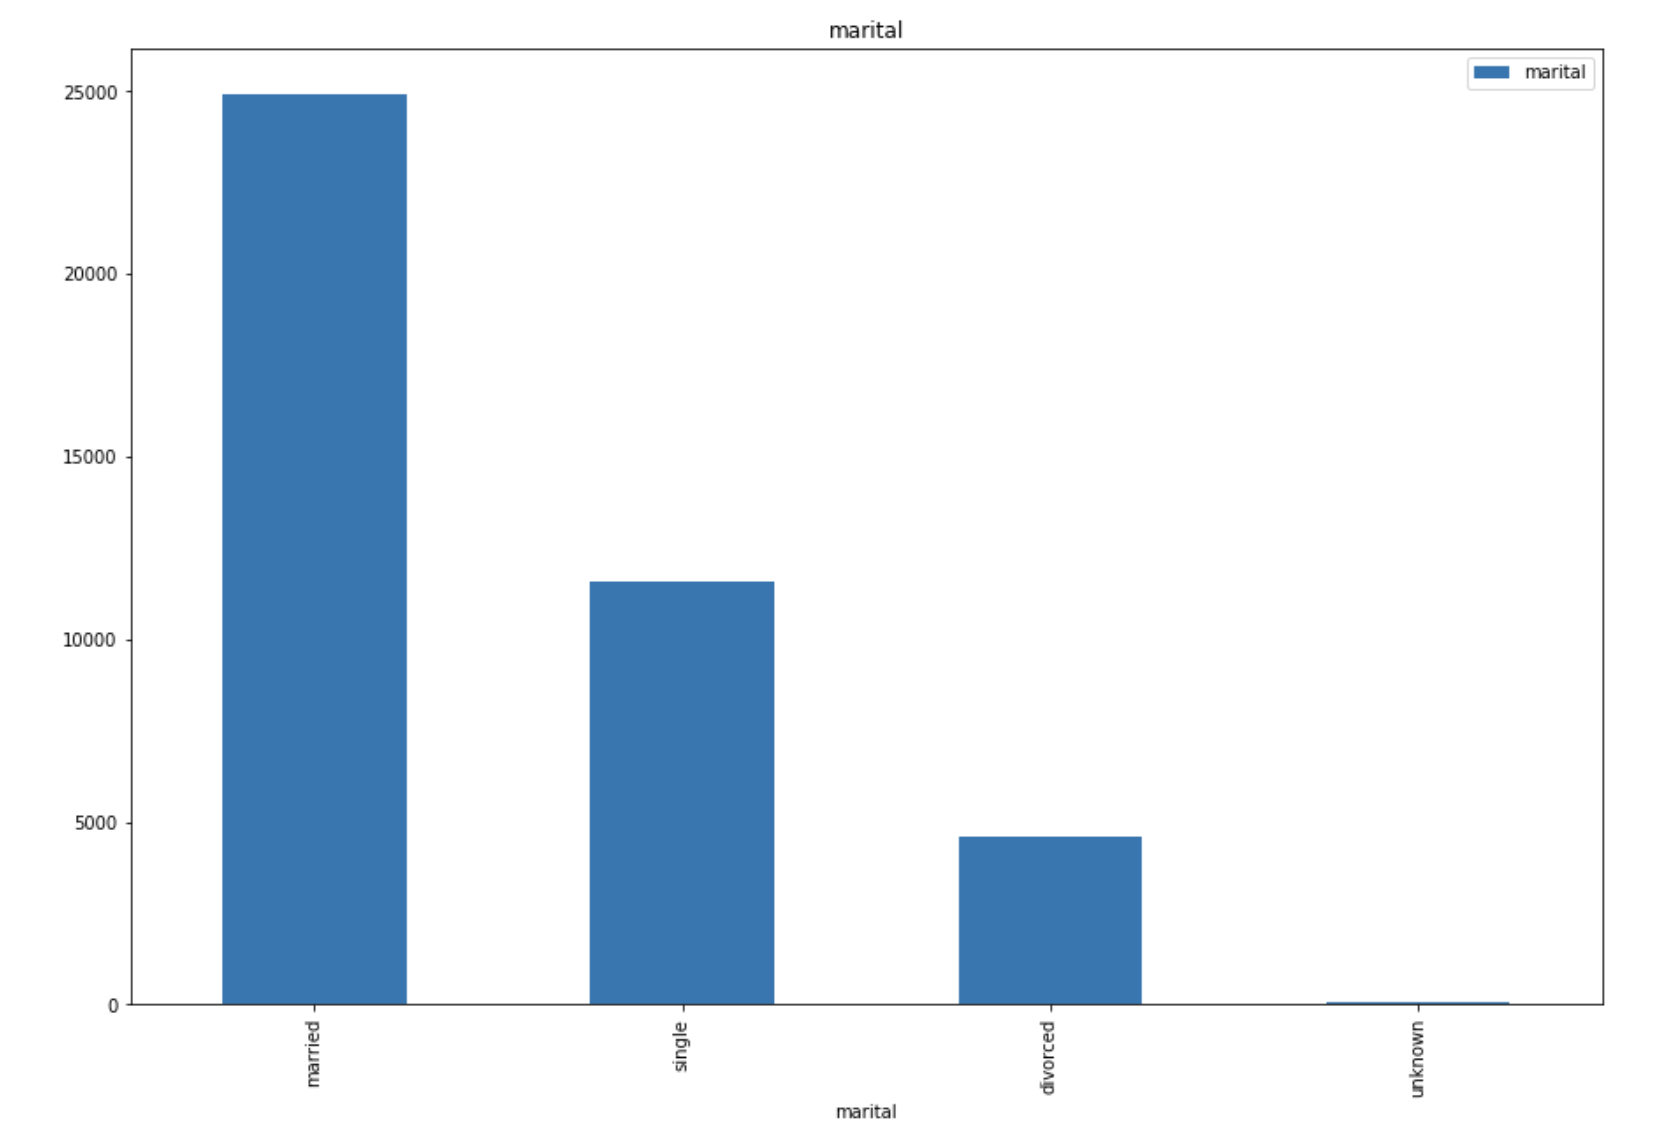 marital
marital
25000
20000
15000
10000
5000
0
married
single
divorced
unknown
marital